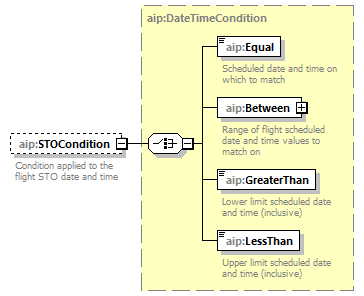 aip:DateTimeCondition
aip:Equal
Scheduled date and time on
which to match
aip:Between
Range of flight scheduled
date and time values to
match on
aip:STOCondition
Condition applied to the
flight STO date and time
aip:GreaterThan
Lower limit scheduled date
and time (inclusive)
aip:LessThan
Upper limit scheduled date
and time (inclusive)